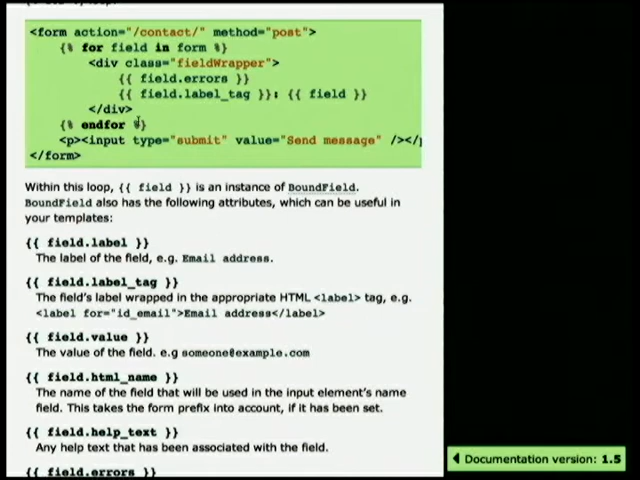 <form action="/contact/" method="post">
{% for field in form %}
<div class="fieldWrapper">
{{ field.errors }}
{{ field.label_tag }}: {{ field }}
</div>
{% endfor %}
<p><input type="submit" value="Send message" /></p
</form>
Within this loop, {{ field }} is an instance of BoundField.
BoundField also has the following attributes, which can be useful in
your templates:
{{ field.label }}
The label of the field, e.g. Email address.
{{ field.label_tag }}
The field's label wrapped in the appropriate HTML <label> tag, e.g.
<label for="id_email">Email address</label>
{{ field.value }}
The value of the field. e.g someone@example.com
{{ field.html_name }}
The name of the field that will be used in the input element's name
field. This takes the form prefix into account, if it has been set.
{{ field.help_text }}
Any help text that has been associated with the field.
{{ field.errors }}
Documentation version: 1.5